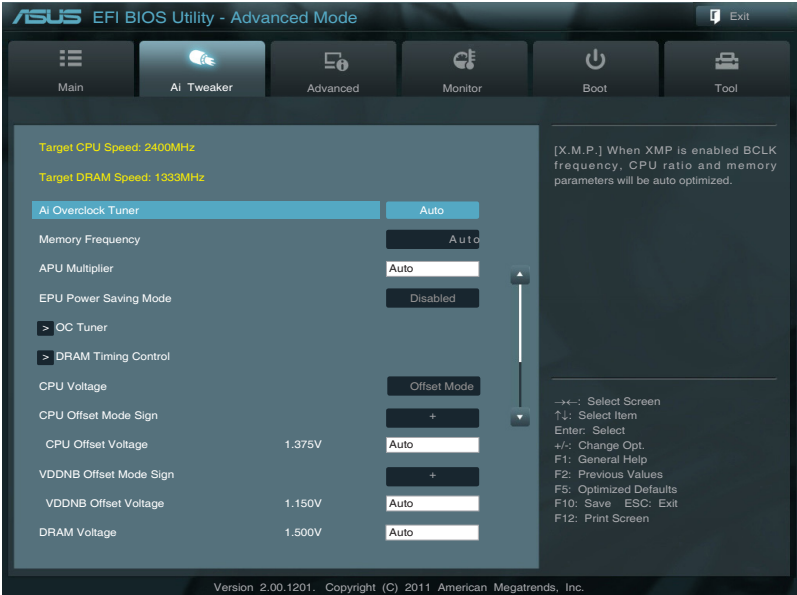 ASUS EFI BIOS Utility - Advanced Mode
Exit
Main
Ai Tweaker
Advanced
Monitor
Boot
Tool
Target CPU Speed: 2400MHz
Target DRAM Speed: 1333MHz
Ai Overclock Tuner Auto
Memory Frequency Auto
APU Multiplier Auto
EPU Power Saving Mode Disabled
> OC Tuner
> DRAM Timing Control
CPU Voltage Offset Mode
CPU Offset Mode Sign +
CPU Offset Voltage 1.375V Auto
VDDNB Offset Mode Sign +
VDDNB Offset Voltage 1.150V Auto
DRAM Voltage 1.500V Auto
[X.M.P.] When XMP is enabled BCLK
frequency, CPU ratio and memory
parameters will be auto optimized.
→←: Select Screen
↑↓: Select Item
Enter: Select
+/-: Change Opt.
F1: General Help
F2: Previous Values
F5: Optimized Defaults
F10: Save ESC: Exit
F12: Print Screen
Version 2.00.1201. Copyright (C) 2011 American Megatrends, Inc.